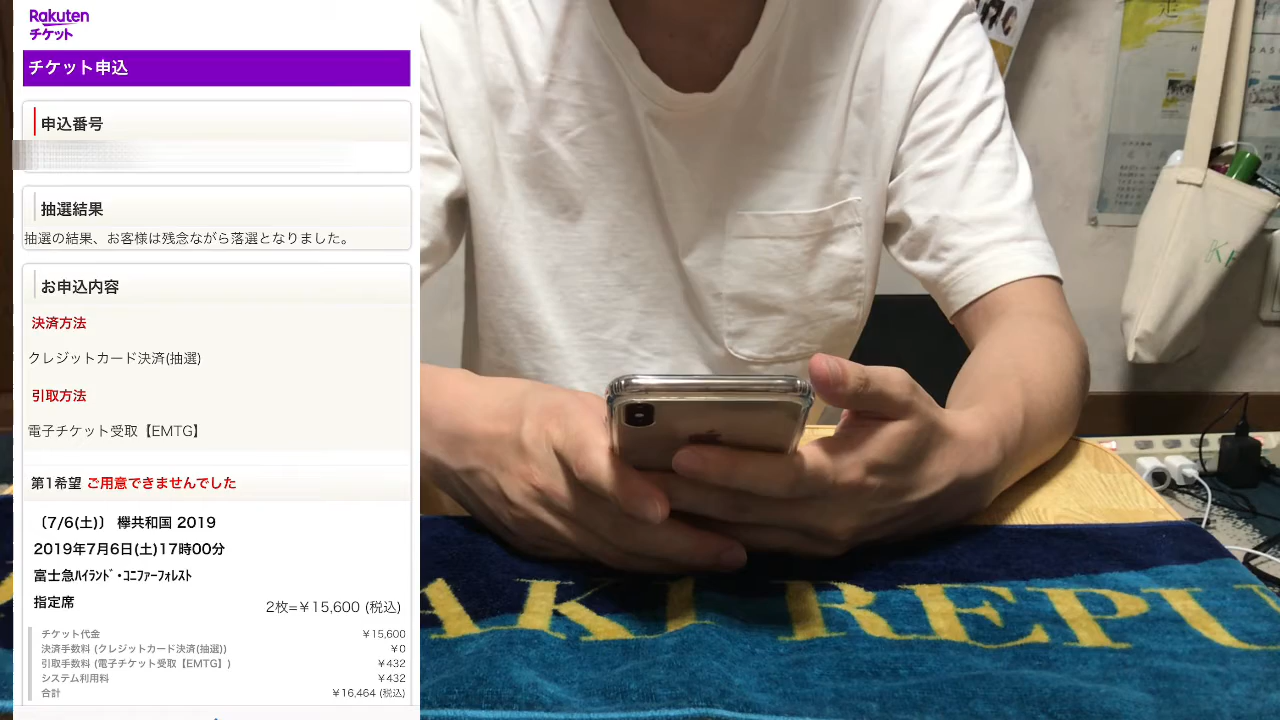 Rakuten
チケット
チケット申込
申込番号
抽選結果
抽選の結果、お客様は残念ながら落選となりました。
お申込内容
決済方法
クレジットカード決済(抽選)
引取方法
電子チケット受取【EMTG】
第1希望 ご用意できませんでした
〔7/6(土)〕 欅共和国 2019
2019年7月6日(土)17時00分
富士急ﾊｲﾗﾝﾄﾞ・ｺﾆﾌｧｰﾌｫﾚｽﾄ
指定席
2枚=￥15,600 (税込)
チケット代金 ￥15,600
決済手数料 (クレジットカード決済(抽選)) ￥0
引取手数料 (電子チケット受取【EMTG】) ￥432
システム利用料 ￥432
合計 ￥16,464 (税込)
AKI REPU